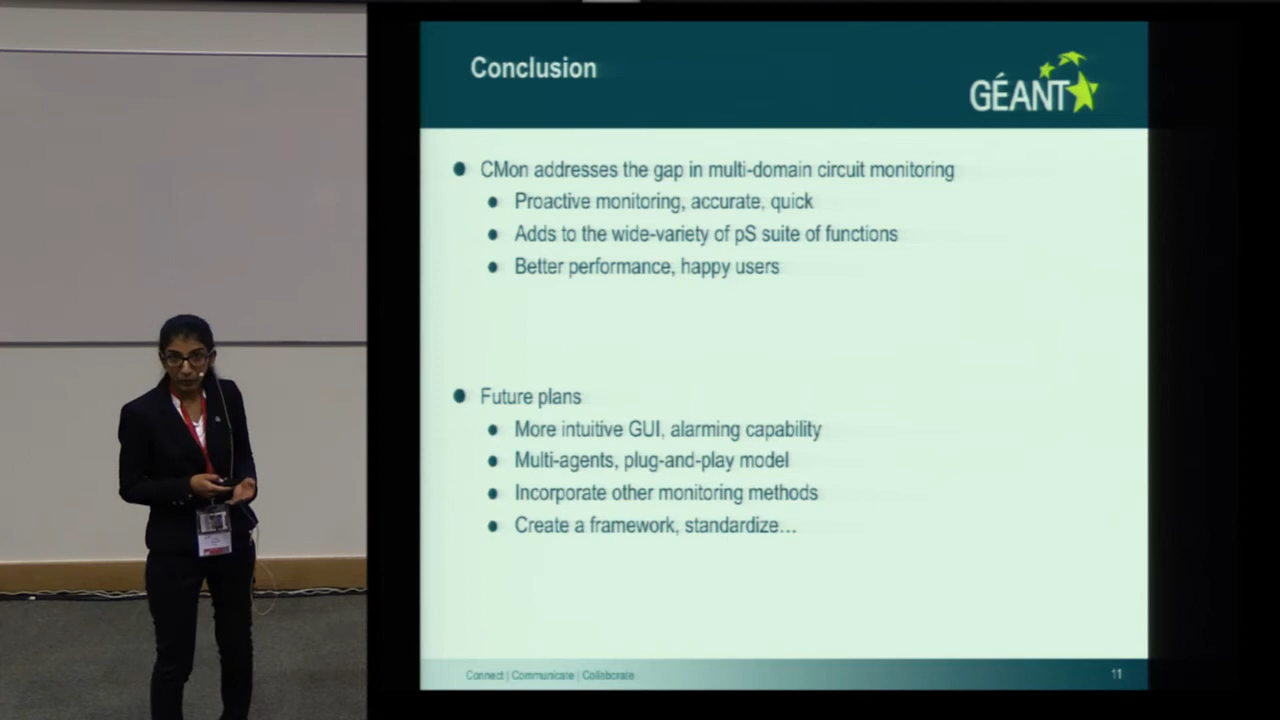 Conclusion
GÉANT
CMon addresses the gap in multi-domain circuit monitoring
Proactive monitoring, accurate, quick
Adds to the wide-variety of pS suite of functions
Better performance, happy users
Future plans
More intuitive GUI, alarming capability
Multi-agents, plug-and-play model
Incorporate other monitoring methods
Create a framework, standardize...
Connect | Communicate | Collaborate
11